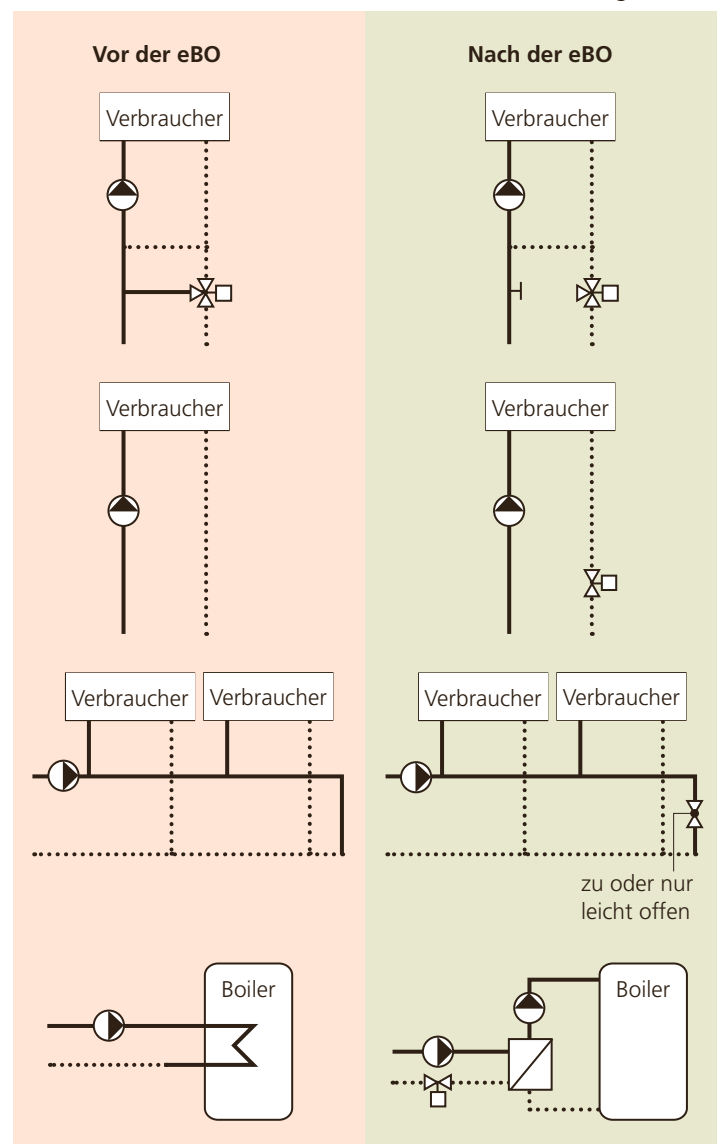 Vor der eBO
Nach der eBO
Verbraucher
Verbraucher
Verbraucher
Verbraucher
Verbraucher
Verbraucher
Verbraucher
Verbraucher
zu oder nur
leicht offen
Boiler
Boiler